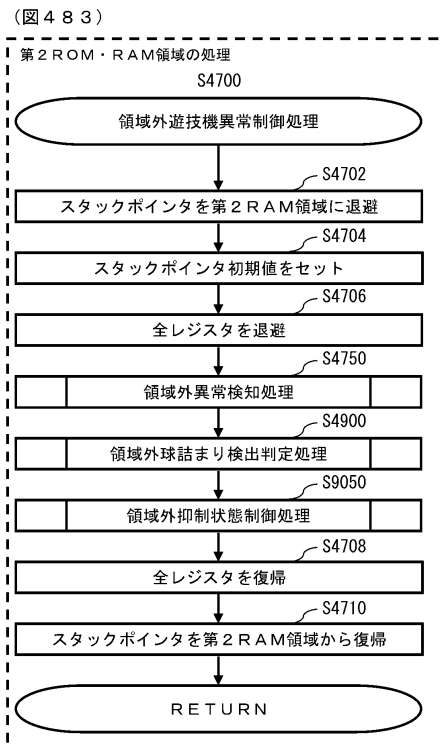 (図483)
第2ROM・RAM領域の処理
S4700
領域外遊技機異常制御処理
S4702
スタックポインタを第2RAM領域に退避
S4704
スタックポインタ初期値をセット
S4706
全レジスタを退避
S4750
領域外異常検知処理
S4900
領域外球詰まり検出判定処理
S9050
領域外抑制状態制御処理
S4708
全レジスタを復帰
S4710
スタックポインタを第2RAM領域から復帰
RETURN